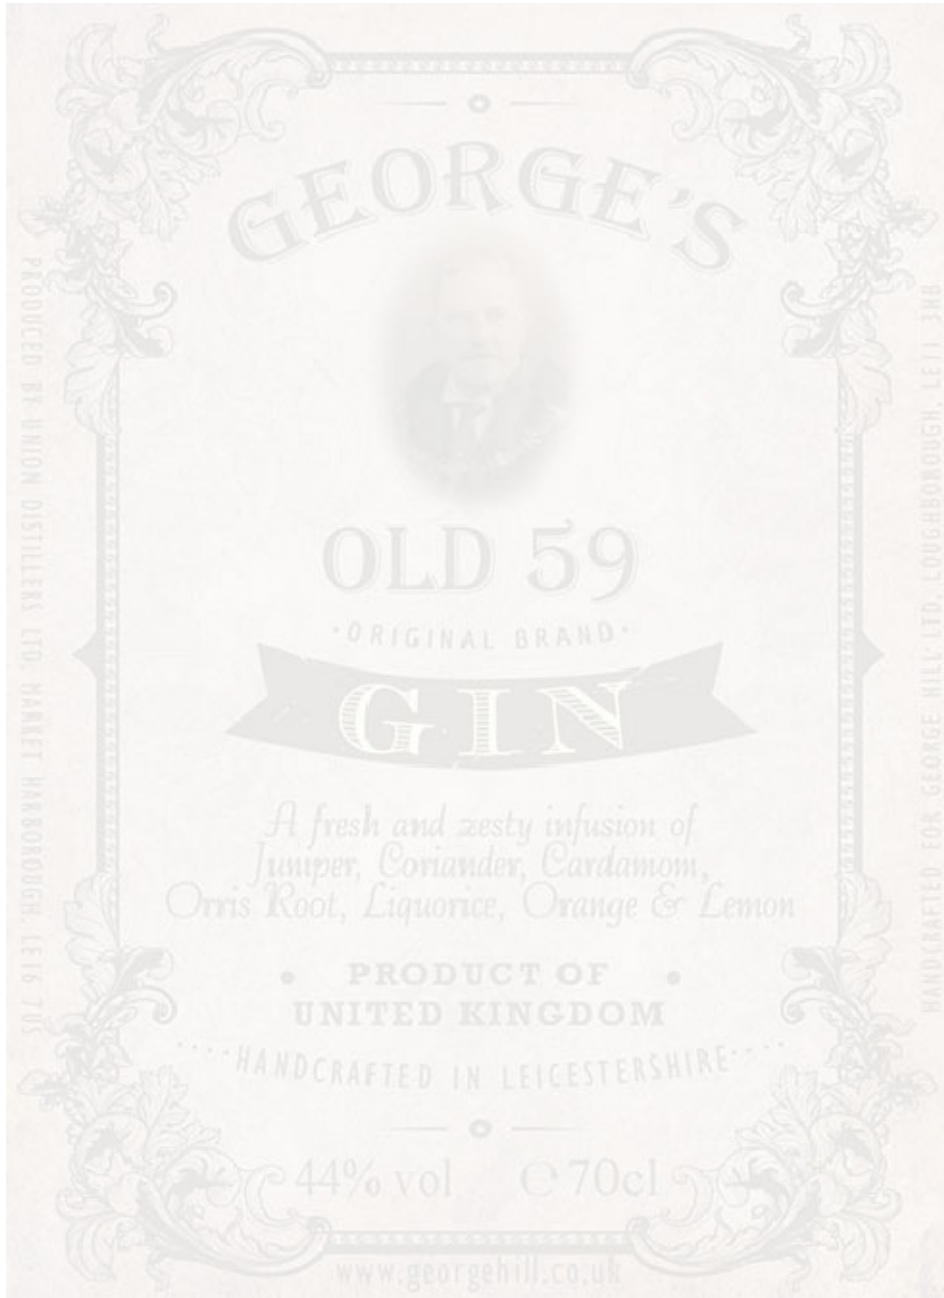 GEORGE'S
OLD 59
·ORIGINAL BRAND·
GIN
A fresh and zesty infusion of
Juniper, Coriander, Cardamom,
Orris Root, Liquorice, Orange & Lemon
• PRODUCT OF •
UNITED KINGDOM
····HANDCRAFTED IN LEICESTERSHIRE····
44% vol ℮ 70cl
www.georgehill.co.uk
PRODUCED BY UNION DISTILLERS LTD. MARKET HARBOROUGH. LE16
HANDCRAFTED FOR GEORGE HILL LTD. LOUGHBOROUGH. LE11